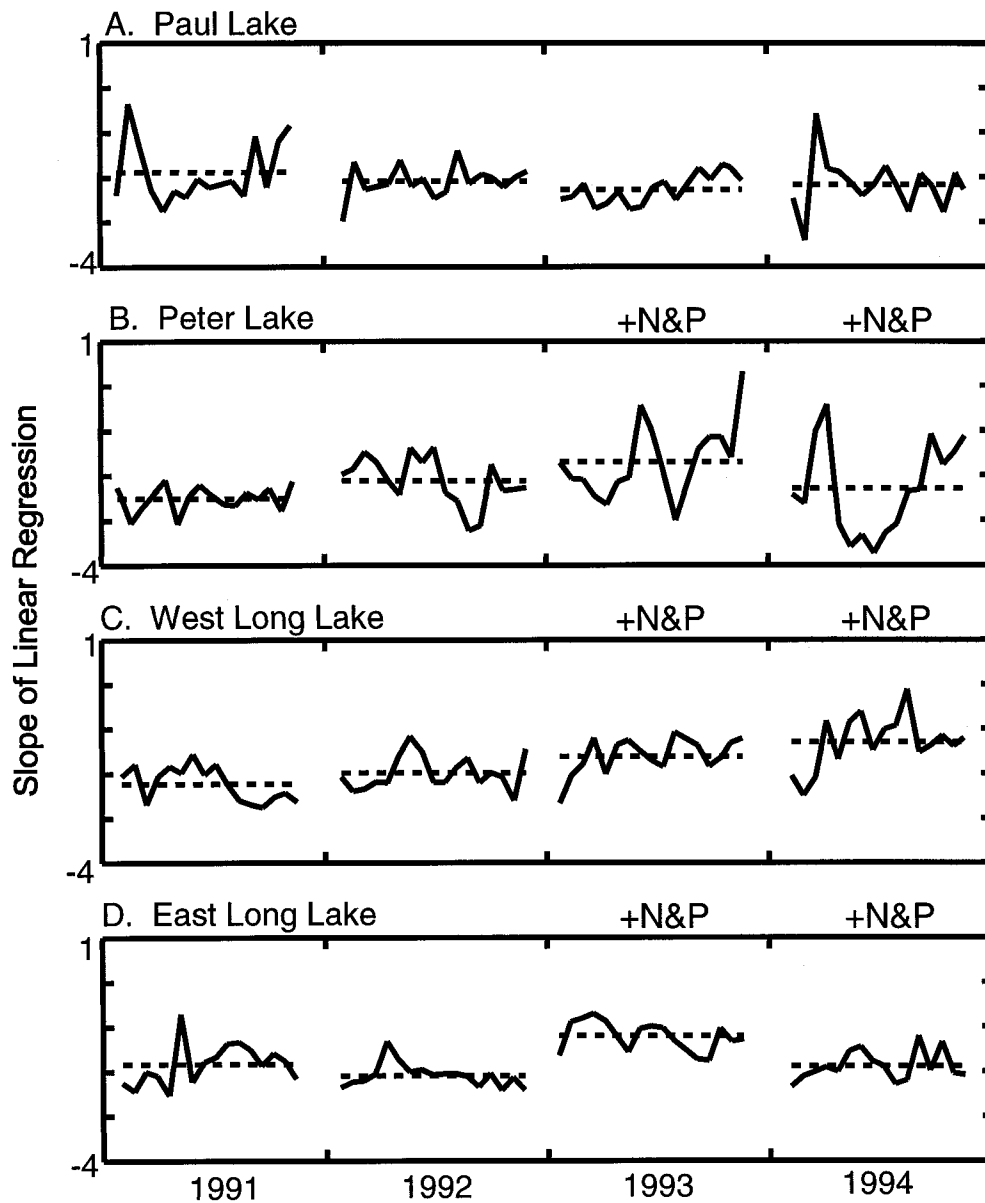 A. Paul Lake
1
-4
B. Peter Lake +N&P +N&P
1
-4
C. West Long Lake +N&P +N&P
1
-4
D. East Long Lake +N&P +N&P
1
-4
1991 1992 1993 1994
Slope of Linear Regression